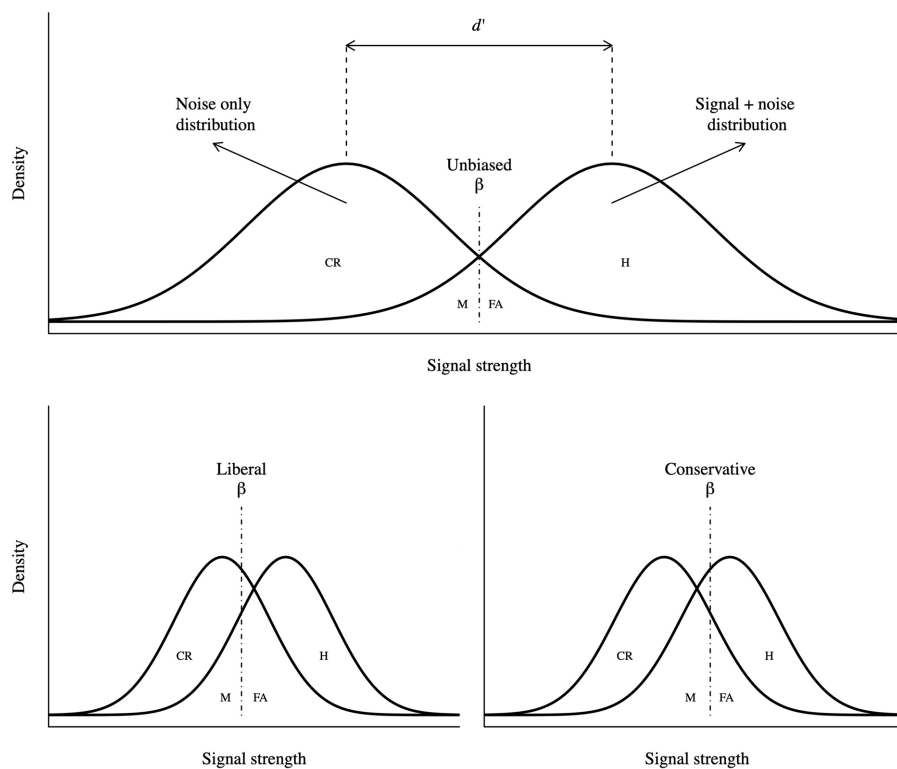 d'
Noise only
distribution
Signal + noise
distribution
Unbiased
β
Density
CR
H
M
FA
Signal strength
Liberal
β
Density
CR
H
M
FA
Signal strength
Conservative
β
CR
H
M
FA
Signal strength